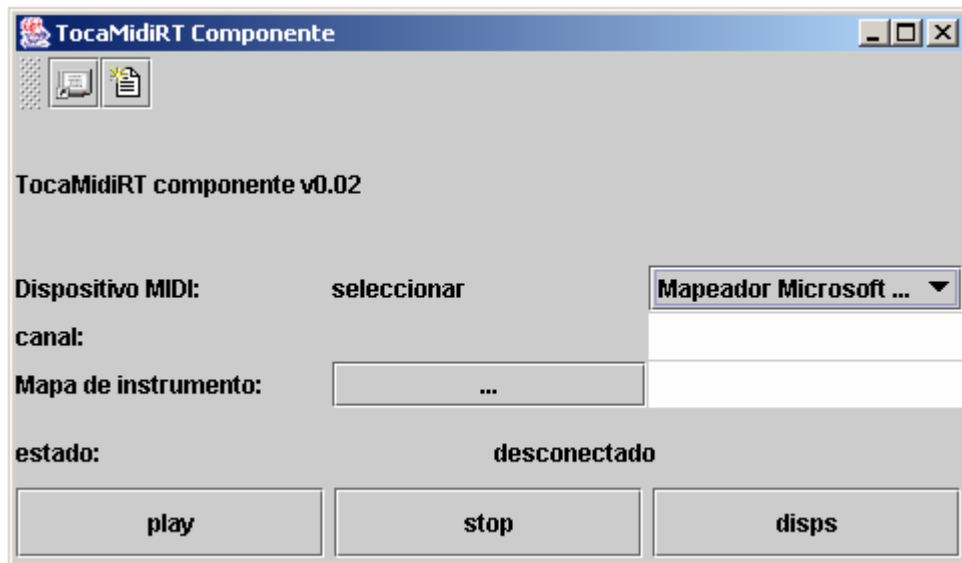 TocaMidiRT Componente
TocaMidiRT componente v0.02
Dispositivo MIDI: seleccionar Mapeador Microsoft ...
canal:
Mapa de instrumento: ...
estado: desconectado
play stop disps